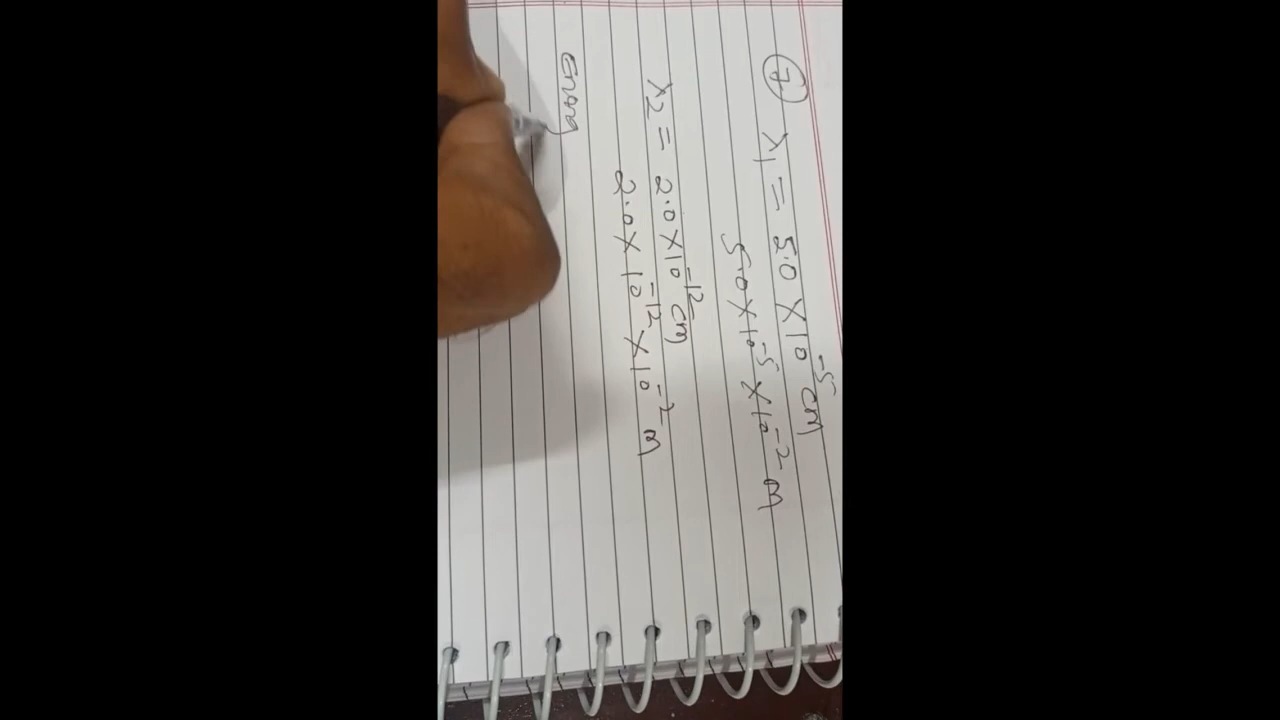 ⑦ λ1 = 5.0 × 10^-5 cm
5.0 × 10^-5 × 10^-2 m
λ2 = 2.0 × 10^-12 cm
2.0 × 10^-12 × 10^-2 m